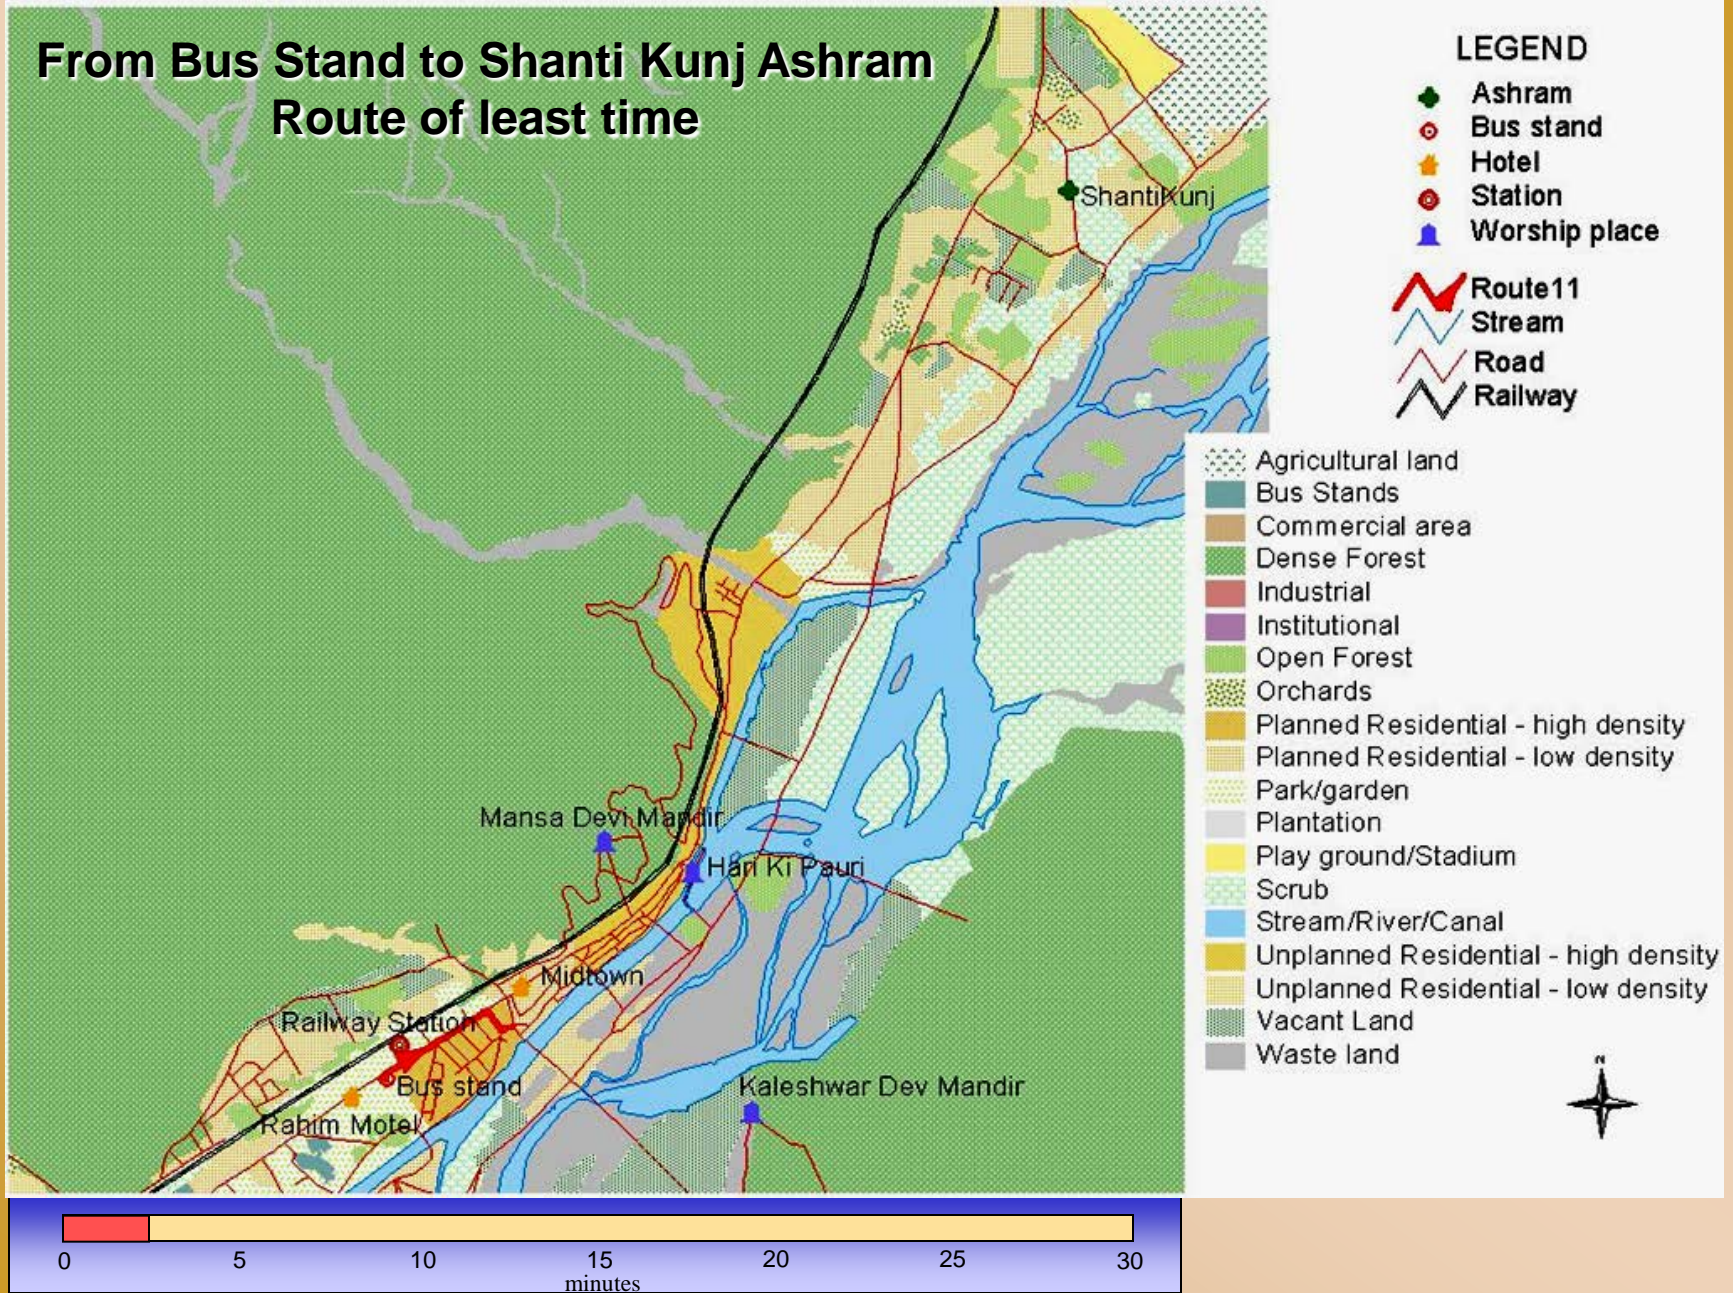 From Bus Stand to Shanti Kunj Ashram
Route of least time
ShantiKunj
Mansa Devi Mandir
Hari Ki Pauri
Midtown
Railway Station
Bus stand
Rahim Motel
Kaleshwar Dev Mandir
LEGEND
Ashram
Bus stand
Hotel
Station
Worship place
Route11
Stream
Road
Railway
Agricultural land
Bus Stands
Commercial area
Dense Forest
Industrial
Institutional
Open Forest
Orchards
Planned Residential - high density
Planned Residential - low density
Park/garden
Plantation
Play ground/Stadium
Scrub
Stream/River/Canal
Unplanned Residential - high density
Unplanned Residential - low density
Vacant Land
Waste land
N
0 5 10 15 20 25 30
minutes